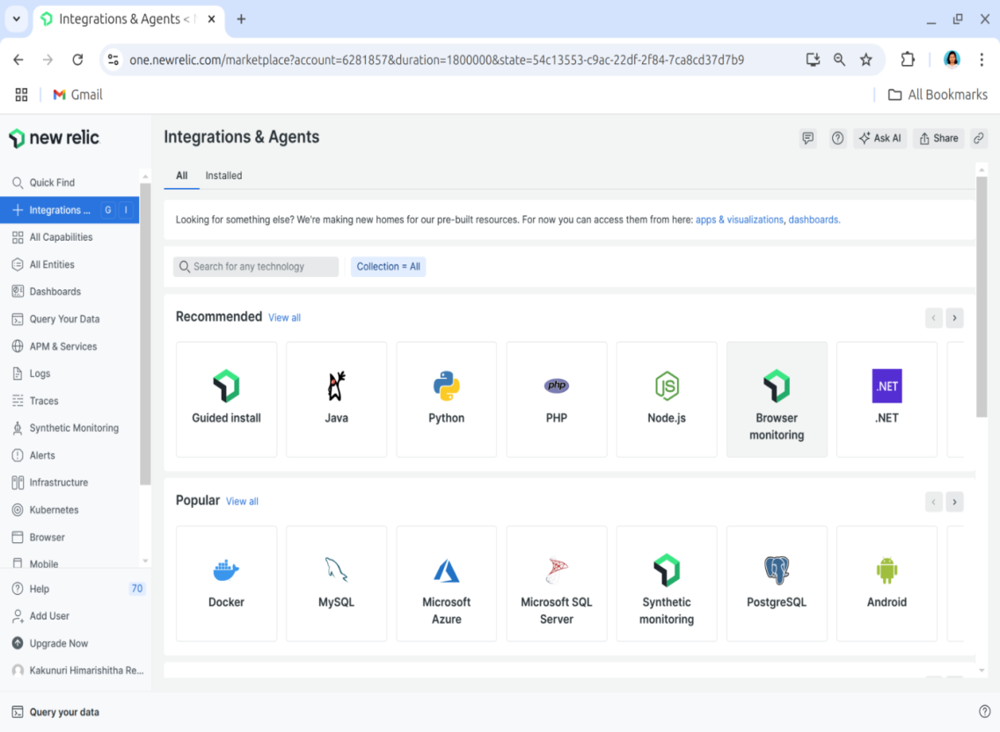 Integrations & Agents <
one.newrelic.com/marketplace?account=6281857&duration=1800000&state=54c13553-c9ac-22df-2f84-7ca8cd37d7b9
Gmail
All Bookmarks
new relic
Integrations & Agents
Ask AI
Share
All
Installed
Quick Find
Integrations ...
G
I
All Capabilities
All Entities
Dashboards
Query Your Data
APM & Services
Logs
Traces
Synthetic Monitoring
Alerts
Infrastructure
Kubernetes
Browser
Mobile
Help
70
Add User
Upgrade Now
Kakunuri Himarishitha Re...
Looking for something else? We're making new homes for our pre-built resources. For now you can access them from here: apps & visualizations, dashboards.
Search for any technology
Collection = All
Recommended
View all
Guided install
Java
Python
php
PHP
JS
Node.js
Browser
monitoring
.NET
.NET
Popular
View all
Docker
MySQL
Microsoft
Azure
Microsoft SQL
Server
Synthetic
monitoring
PostgreSQL
Android
Query your data